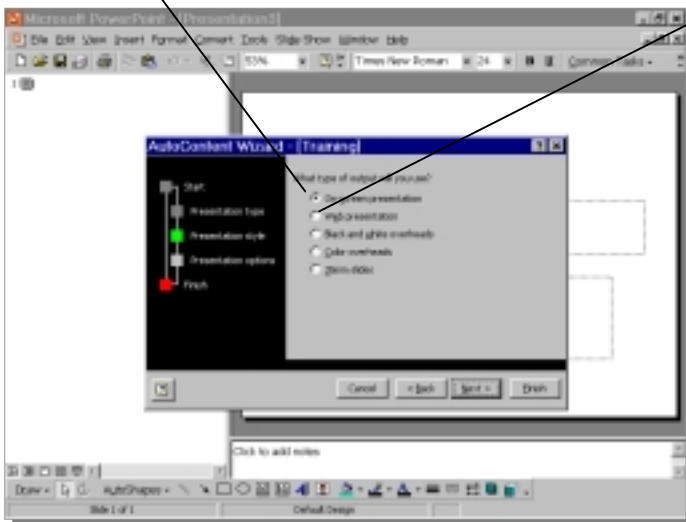 Microsoft PowerPoint - [Presentation3]
File Edit View Insert Format Tools Slide Show Window Help
53% Times New Roman 24 B U Common Tasks
1
AutoContent Wizard - [Training]
What type of output will you use?
Start
On-screen presentation
Presentation type
Web presentation
Presentation style
Black and white overheads
Color overheads
Presentation options
35mm slides
Finish
Cancel < Back Next > Finish
Click to add notes
Draw AutoShapes
Slide 1 of 1 Default Design